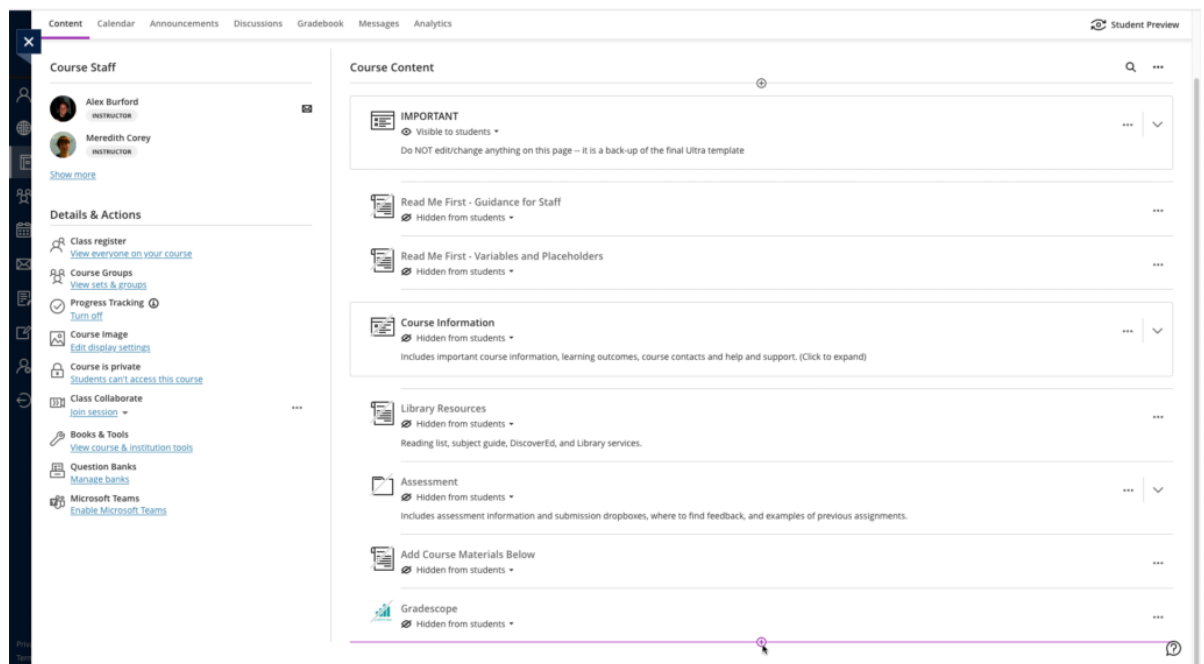 Content Calendar Announcements Discussions Gradebook Messages Analytics
Student Preview
Course Staff
Alex Burford
INSTRUCTOR
Meredith Corey
INSTRUCTOR
Show more
Details & Actions
Class register
View everyone on your course
Course Groups
View sets & groups
Progress Tracking
Turn off
Course Image
Edit display settings
Course is private
Students can't access this course
Class Collaborate
Join session
Books & Tools
View course & institution tools
Question Banks
Manage banks
Microsoft Teams
Enable Microsoft Teams
Course Content
IMPORTANT
Visible to students
Do NOT edit/change anything on this page -- it is a back-up of the final Ultra template
Read Me First - Guidance for Staff
Hidden from students
Read Me First - Variables and Placeholders
Hidden from students
Course Information
Hidden from students
Includes important course information, learning outcomes, course contacts and help and support. (Click to expand)
Library Resources
Hidden from students
Reading list, subject guide, DiscoverEd, and Library services.
Assessment
Hidden from students
Includes assessment information and submission dropboxes, where to find feedback, and examples of previous assignments.
Add Course Materials Below
Hidden from students
Gradescope
Hidden from students